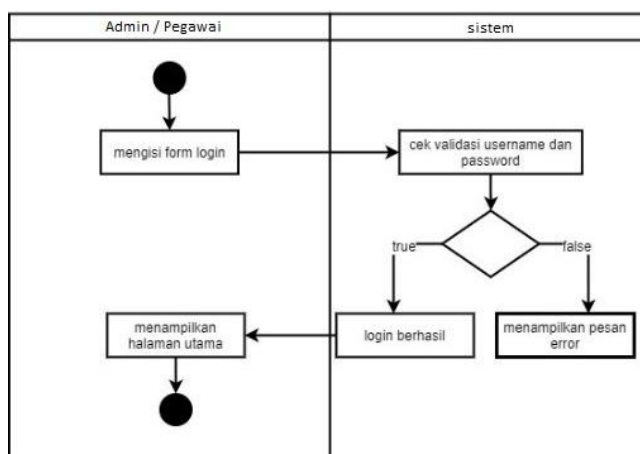 Admin / Pegawai
sistem
mengisi form login
cek validasi username dan
password
true
false
menampilkan
halaman utama
login berhasil
menampilkan pesan
error